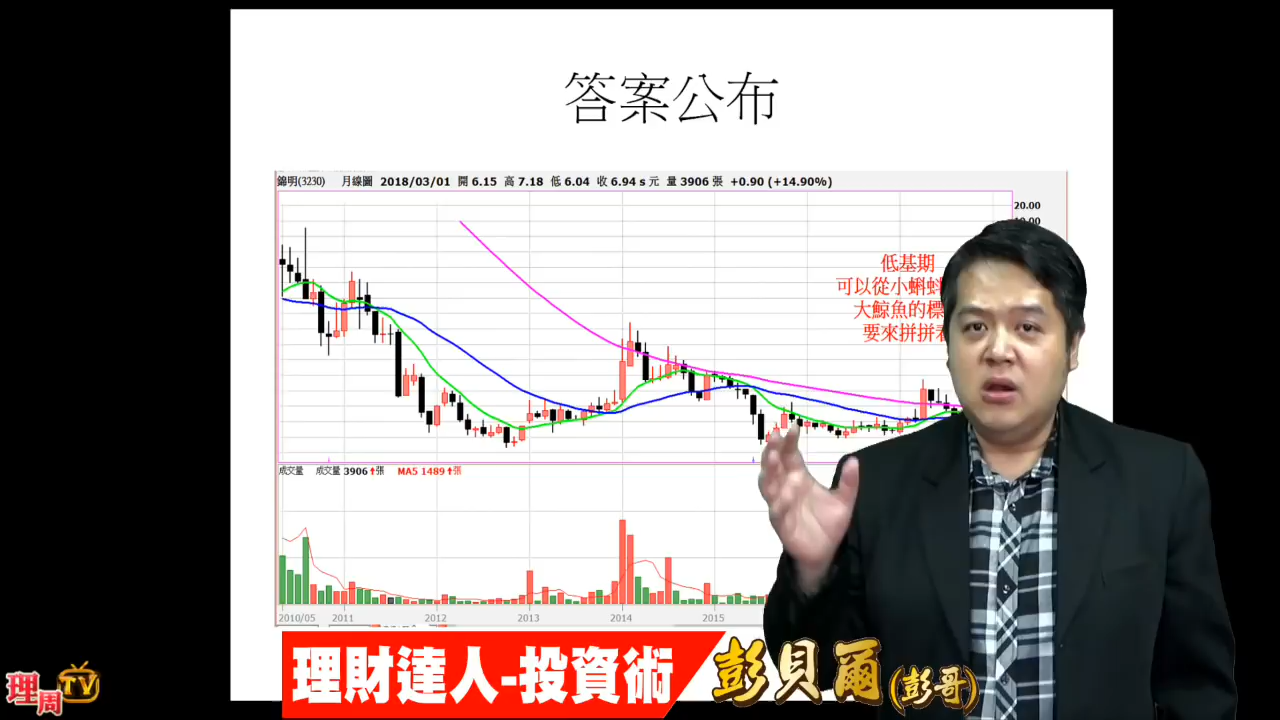 答案公布
錦明(3230) 月線圖 2018/03/01 開 6.15 高 7.18 低 6.04 收 6.94 s 元 量 3906 張 +0.90 (+14.90%)
20.00
低基期
可以從小蝌蚪
大鯨魚的標
要來拼拼看
成交量 成交量 3906↑張 MA5 1489↑張
2010/05 2011 2012 2013 2014 2015
理財達人-投資術 彭貝爾(彭哥)
理周TV